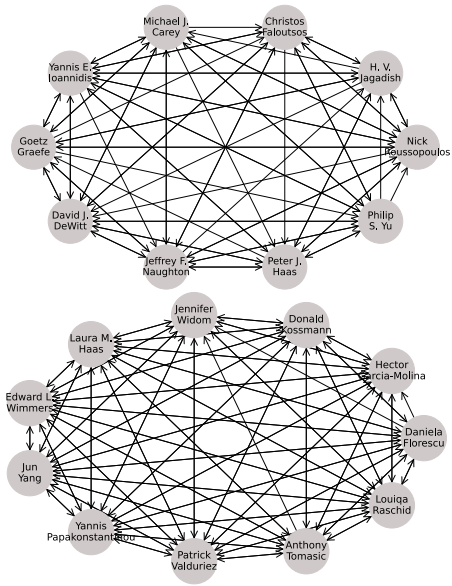 Michael J.
Carey
Christos
Faloutsos
Yannis E.
Ioannidis
H. V.
Jagadish
Goetz
Graefe
Nick
Roussopoulos
David J.
DeWitt
Philip
S. Yu
Jeffrey F.
Naughton
Peter J.
Haas
Jennifer
Widom
Donald
Kossmann
Laura M.
Haas
Hector
Garcia-Molina
Edward L.
Wimmers
Daniela
Florescu
Jun
Yang
Louiqa
Raschid
Yannis
Papakonstantinou
Patrick
Valduriez
Anthony
Tomasic